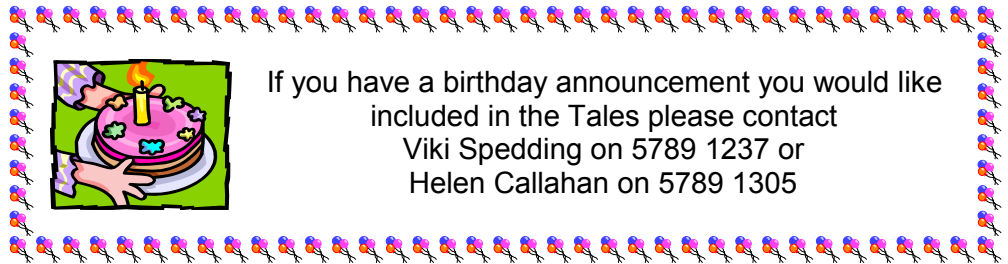 If you have a birthday announcement you would like
included in the Tales please contact
Viki Spedding on 5789 1237 or
Helen Callahan on 5789 1305